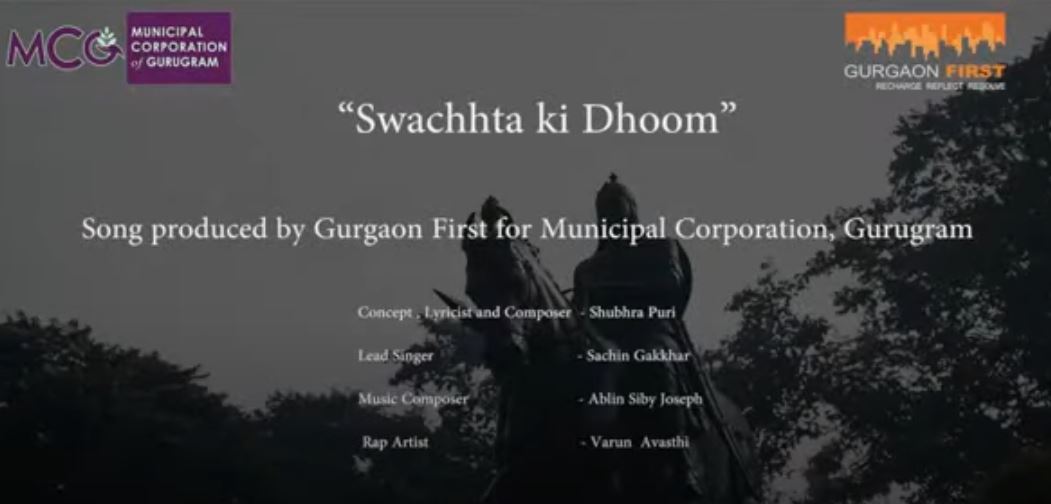 MCG
MUNICIPAL
CORPORATION
of GURUGRAM
GURGAON FIRST
RECHARGE REFLECT RESOLVE
“Swachhta ki Dhoom”
Song produced by Gurgaon First for Municipal Corporation, Gurugram
Concept , Lyricist and Composer - Shubhra Puri
Lead Singer - Sachin Gakkhar
Music Composer - Ablin Siby Joseph
Rap Artist - Varun Avasthi